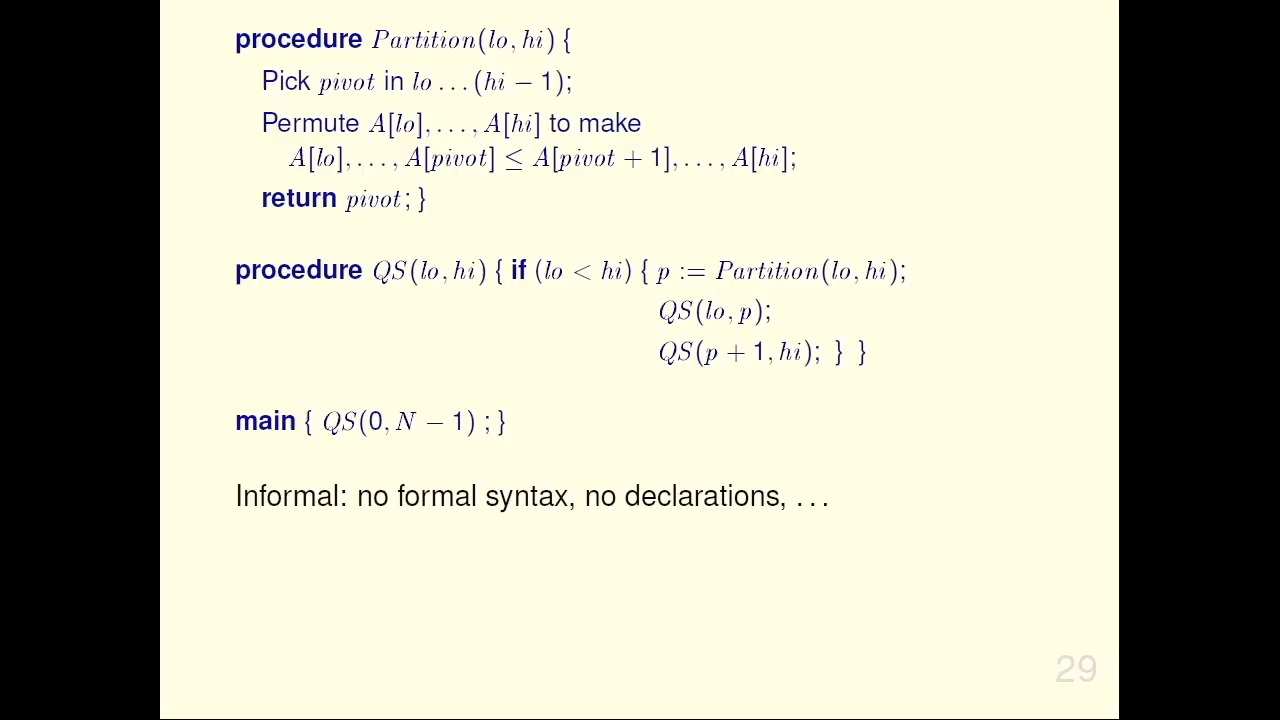 procedure Partition(lo, hi) {
Pick pivot in lo . . . (hi − 1);
Permute A[lo], . . . , A[hi] to make
A[lo], . . . , A[pivot] ≤ A[pivot + 1], . . . , A[hi];
return pivot; }
procedure QS(lo, hi) { if (lo < hi) { p := Partition(lo, hi);
QS(lo, p);
QS(p + 1, hi); } }
main { QS(0, N − 1) ; }
Informal: no formal syntax, no declarations, . . .
29